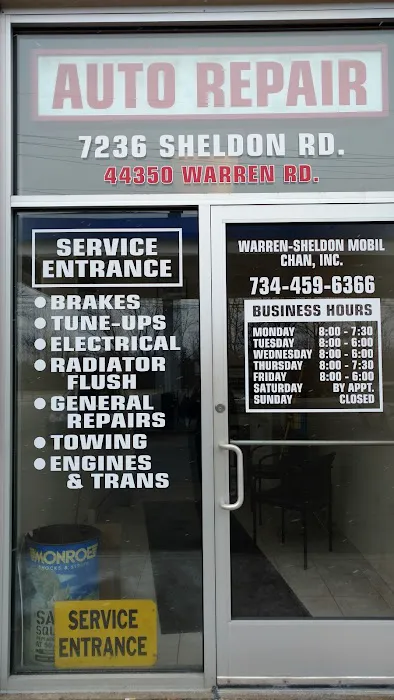 AUTO REPAIR
7236 SHELDON RD.
44350 WARREN RD.
SERVICE
ENTRANCE
• BRAKES
• TUNE-UPS
• ELECTRICAL
• RADIATOR
FLUSH
• GENERAL
REPAIRS
• TOWING
• ENGINES
& TRANS
WARREN-SHELDON MOBIL
CHAN, INC.
734-459-6366
BUSINESS HOURS
MONDAY 8:00 - 7:30
TUESDAY 8:00 - 6:00
WEDNESDAY 8:00 - 6:00
THURSDAY 8:00 - 7:30
FRIDAY 8:00 - 6:00
SATURDAY BY APPT.
SUNDAY CLOSED
MONROE
SERVICE
ENTRANCE